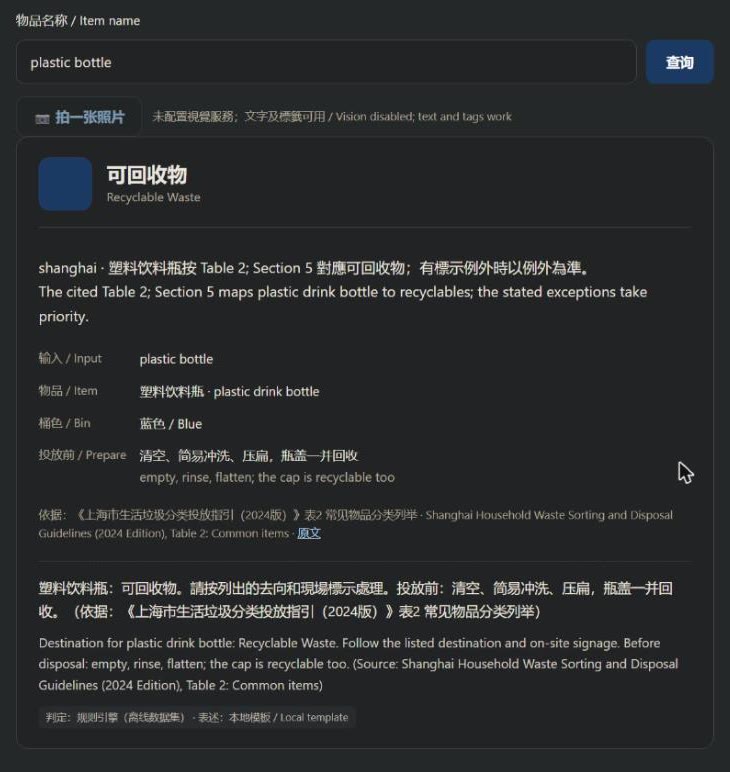 物品名称 / Item name
plastic bottle
查询
📷 拍一张照片
未配置視覺服務；文字及標籤可用 / Vision disabled; text and tags work
可回收物
Recyclable Waste
shanghai · 塑料饮料瓶按 Table 2; Section 5 對應可回收物；有標示例外時以例外為準。
The cited Table 2; Section 5 maps plastic drink bottle to recyclables; the stated exceptions take
priority.
输入 / Input plastic bottle
物品 / Item 塑料饮料瓶 · plastic drink bottle
桶色 / Bin 蓝色 / Blue
投放前 / Prepare 清空、简易冲洗、压扁，瓶盖一并回收
empty, rinse, flatten; the cap is recyclable too
依据：《上海市生活垃圾分类投放指引（2024版）》表2 常见物品分类列举 · Shanghai Household Waste Sorting and Disposal
Guidelines (2024 Edition), Table 2: Common items · 原文
塑料饮料瓶：可回收物。請按列出的去向和現場標示處理。投放前：清空、简易冲洗、压扁，瓶盖一并回
收。（依据：《上海市生活垃圾分类投放指引（2024版）》表2 常见物品分类列举）
Destination for plastic drink bottle: Recyclable Waste. Follow the listed destination and on-site signage. Before
disposal: empty, rinse, flatten; the cap is recyclable too. (Source: Shanghai Household Waste Sorting and Disposal
Guidelines (2024 Edition), Table 2: Common items)
判定：规则引擎（离线数据集） · 表述：本地模板 / Local template